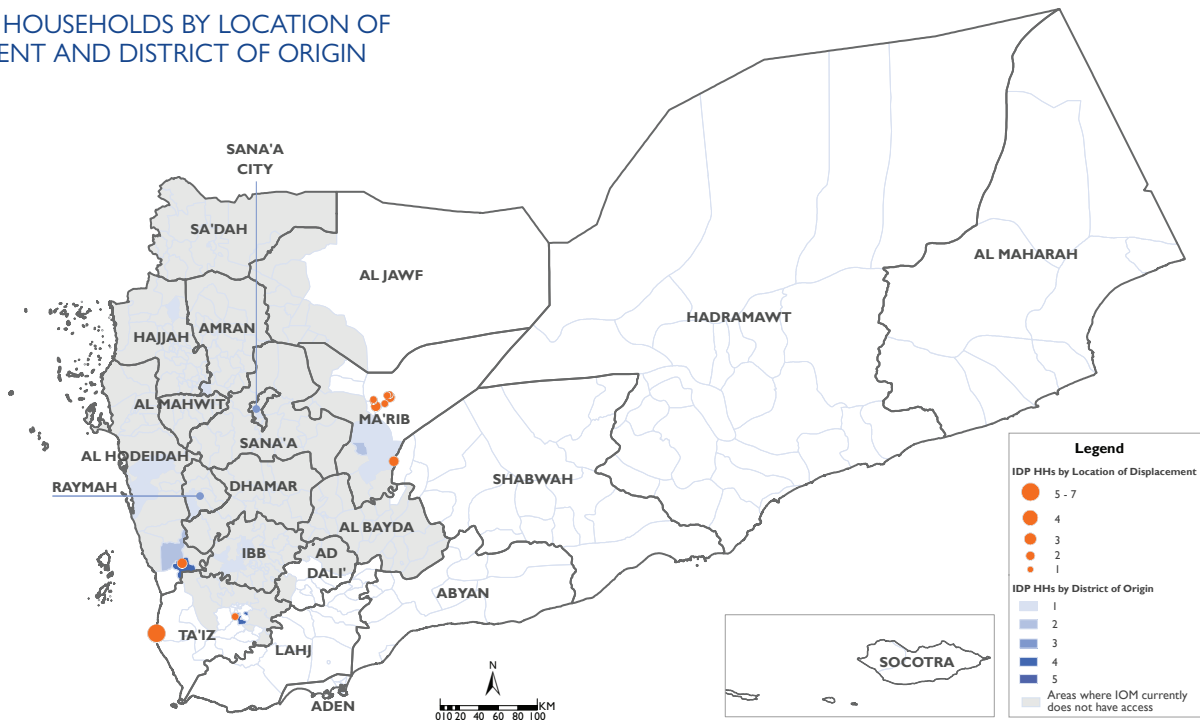 HOUSEHOLDS BY LOCATION OF
ENT AND DISTRICT OF ORIGIN
SANA'A
CITY
SA'DAH
AL JAWF
AL MAHARAH
HADRAMAWT
HAJJAH
AMRAN
AL MAHWIT
MA'RIB
SANA'A
AL HODEIDAH
RAYMAH
DHAMAR
SHABWAH
AL BAYDA
IBB
AD
DALI'
ABYAN
TA'IZ
LAHJ
ADEN
SOCOTRA
N
0 10 20 40 60 80 100
KM
Legend
IDP HHs by Location of Displacement
5 - 7
4
3
2
1
IDP HHs by District of Origin
1
2
3
4
5
Areas where IOM currently
does not have access